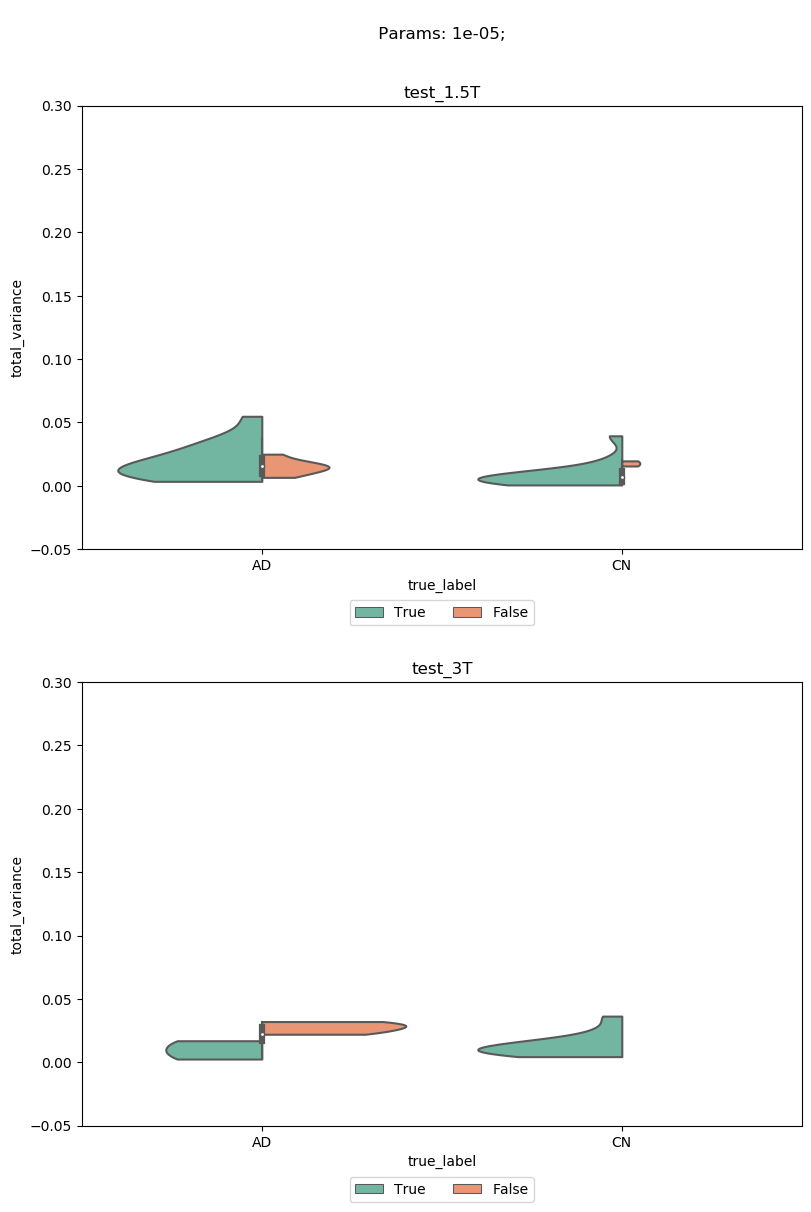 Params: 1e-05;
test_1.5T
0.30
0.25
0.20
0.15
0.10
0.05
0.00
−0.05
total_variance
AD CN
true_label
True False
test_3T
0.30
0.25
0.20
0.15
0.10
0.05
0.00
−0.05
total_variance
AD CN
true_label
True False